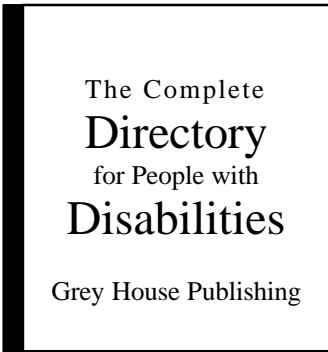 The Complete
Directory
for People with
Disabilities
Grey House Publishing